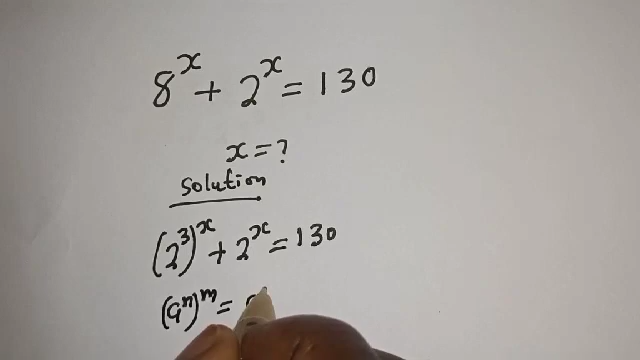 8^x + 2^x = 130
x = ?
Solution
(2^3)^x + 2^x = 130
(a^n)^m =